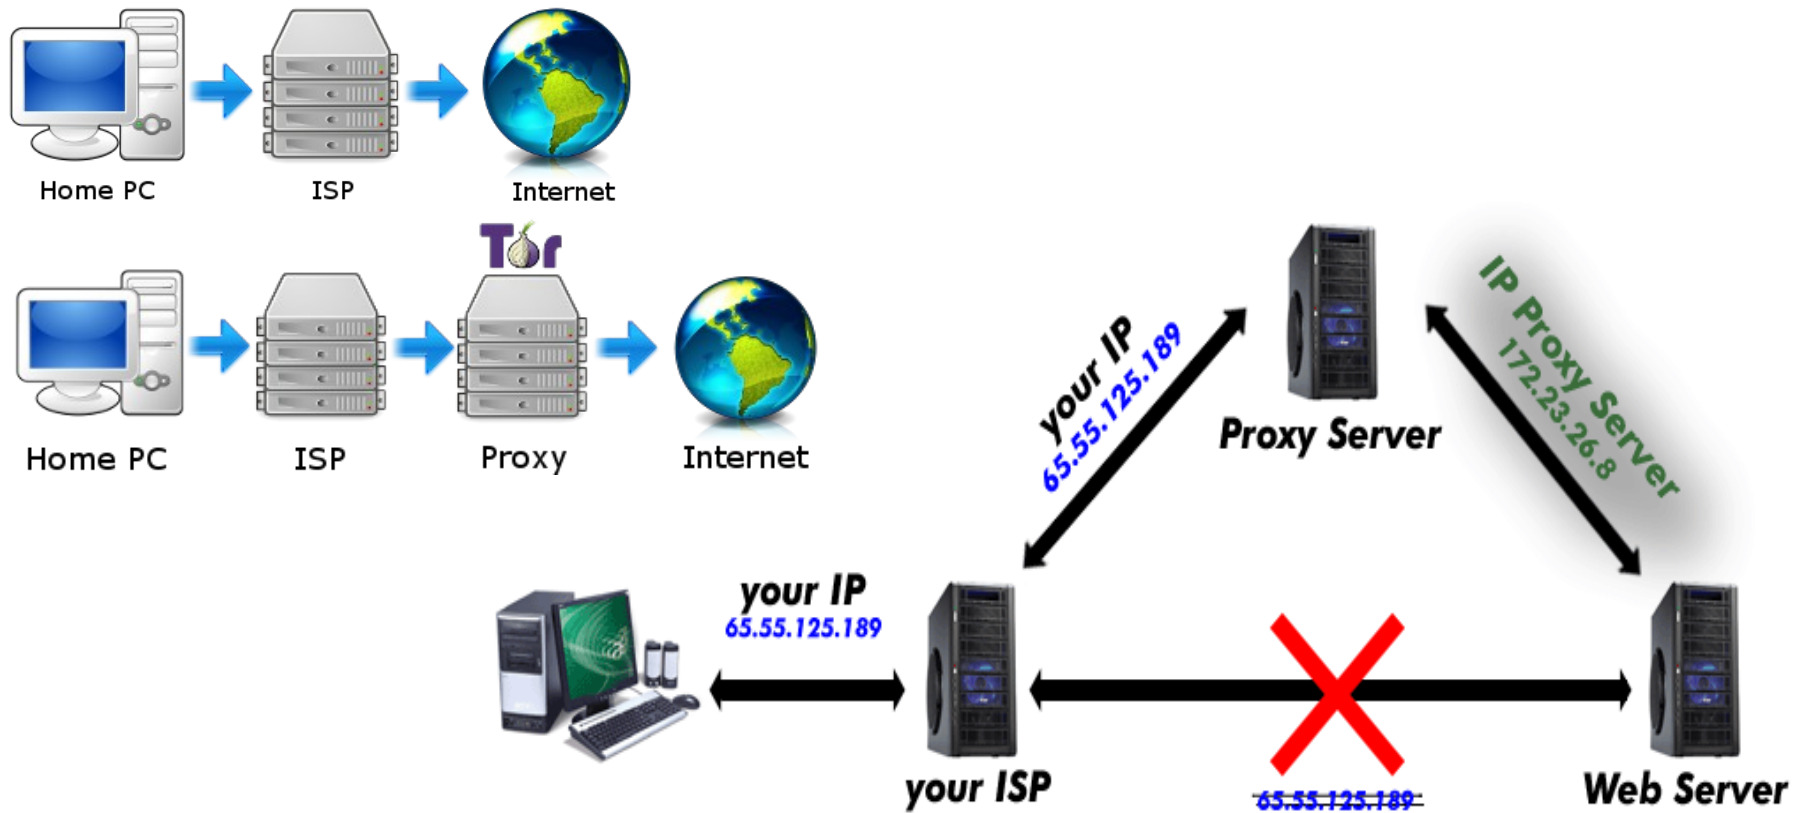 Home PC
ISP
Internet
Tor
Home PC
ISP
Proxy
Internet
your IP
65.55.125.189
Proxy Server
IP Proxy Server
172.23.26.8
your IP
65.55.125.189
your ISP
65.55.125.189
Web Server